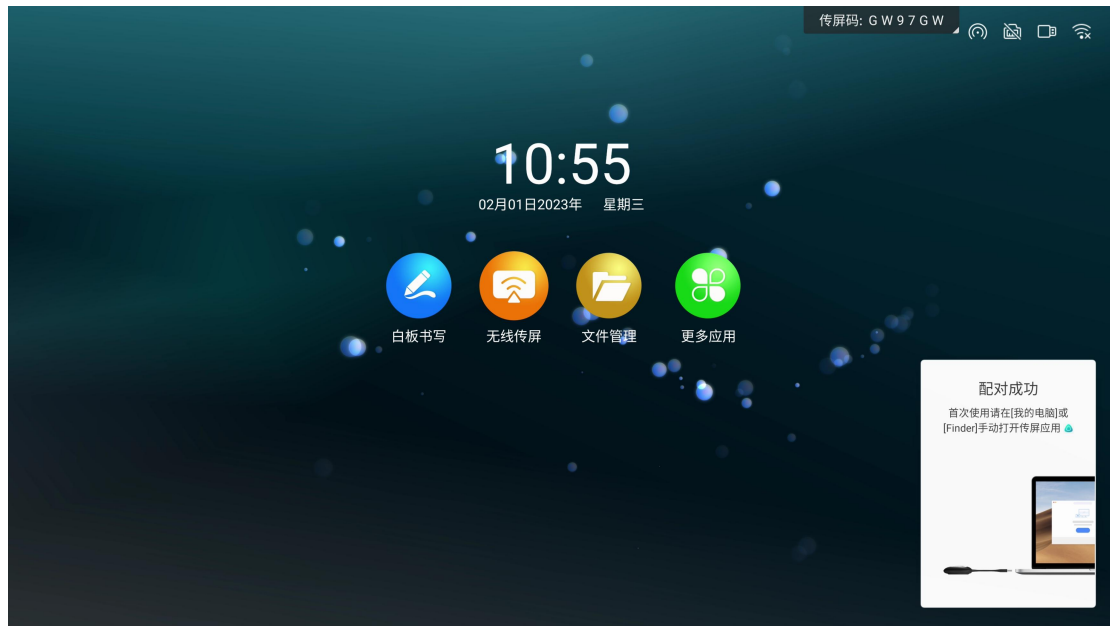 传屏码: GW97GW
10:55
02月01日2023年 星期三
白板书写 无线传屏 文件管理 更多应用
配对成功
首次使用请在[我的电脑]或
[Finder]手动打开传屏应用